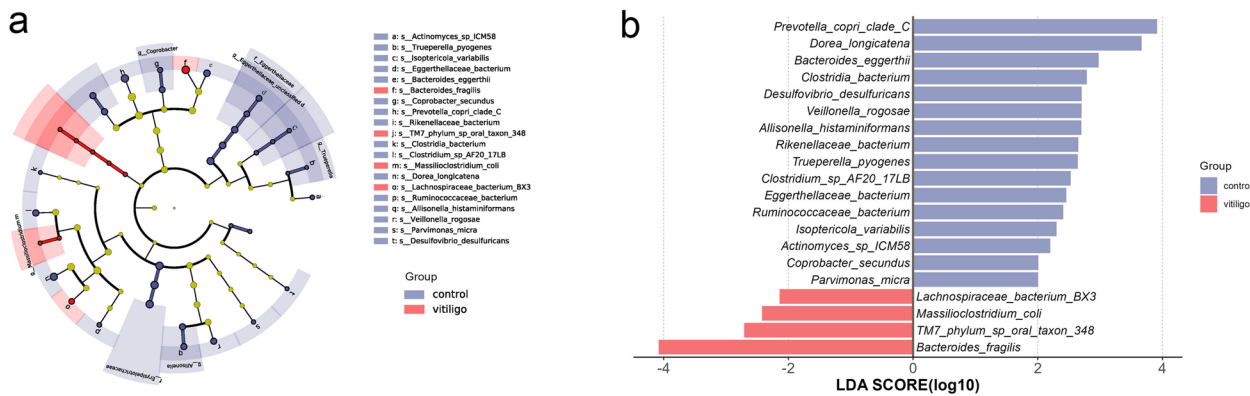 a
g__Coprobacter
f__Eggerthellaceae
g__Eggerthellaceae_unclassified
d
g__Trueperella
h
g
f
c
b
a
k
g__Massilioclostridium
m
o
p
f__Erysipelotrichaceae
g__Allisonella
q
r
s
t
a: s__Actinomyces_sp_ICM58
b: s__Trueperella_pyogenes
c: s__Isoptericola_variabilis
d: s__Eggerthellaceae_bacterium
e: s__Bacteroides_eggerthii
f: s__Bacteroides_fragilis
g: s__Coprobacter_secundus
h: s__Prevotella_copri_clade_C
i: s__Rikenellaceae_bacterium
j: s__TM7_phylum_sp_oral_taxon_348
k: s__Clostridia_bacterium
l: s__Clostridium_sp_AF20_17LB
m: s__Massilioclostridium_coli
n: s__Dorea_longicatena
o: s__Lachnospiraceae_bacterium_BX3
p: s__Ruminococcaceae_bacterium
q: s__Allisonella_histaminiformans
r: s__Veillonella_rogosae
s: s__Parvimonas_micra
t: s__Desulfovibrio_desulfuricans
Group
control
vitiligo
b
Prevotella_copri_clade_C
Dorea_longicatena
Bacteroides_eggerthii
Clostridia_bacterium
Desulfovibrio_desulfuricans
Veillonella_rogosae
Allisonella_histaminiformans
Rikenellaceae_bacterium
Trueperella_pyogenes
Clostridium_sp_AF20_17LB
Eggerthellaceae_bacterium
Ruminococcaceae_bacterium
Isoptericola_variabilis
Actinomyces_sp_ICM58
Coprobacter_secundus
Parvimonas_micra
Lachnospiraceae_bacterium_BX3
Massilioclostridium_coli
TM7_phylum_sp_oral_taxon_348
Bacteroides_fragilis
-4 -2 0 2 4
LDA SCORE(log10)
Group
contro
vitiligo